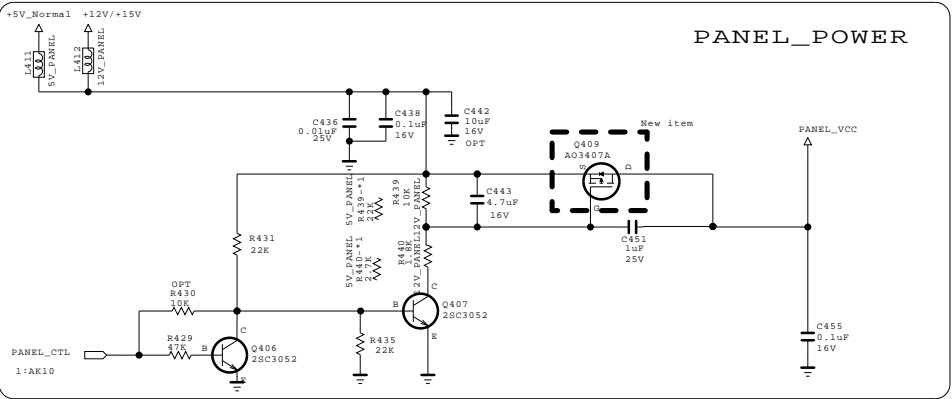 +5V_Normal +12V/+15V
PANEL_POWER
L411
5V_PANEL
L412
12V_PANEL
C436
0.01uF
25V
C438
0.1uF
16V
C442
10uF
16V
OPT
New item
Q409
AO3407A
S
D
G
PANEL_VCC
5V_PANEL
R439-*1
22K
R439
10K
12V_PANEL
C443
4.7uF
16V
C451
1uF
25V
R431
22K
5V_PANEL
R440-*1
2.7K
12V_PANEL
R440
1.8K
OPT
R430
10K
B
C
E
Q407
2SC3052
R429
47K
B
C
E
Q406
2SC3052
R435
22K
PANEL_CTL
1:AK10
C455
0.1uF
16V